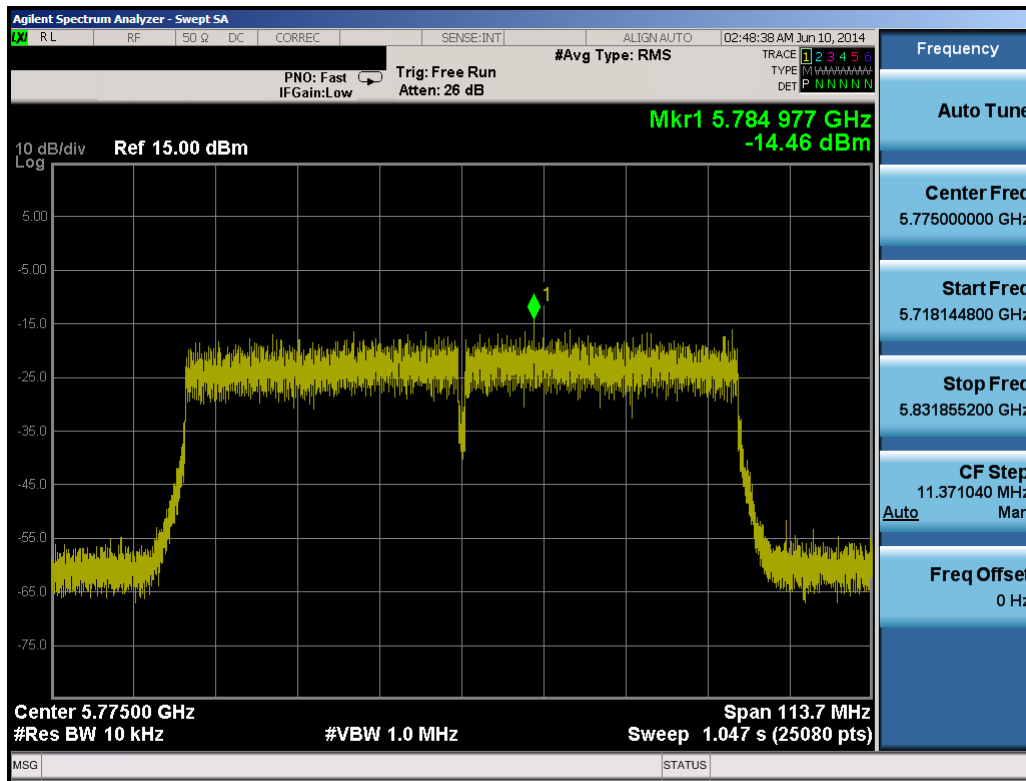 Agilent Spectrum Analyzer - Swept SA
LXI RL RF 50 Ω DC CORREC SENSE:INT ALIGNAUTO 02:48:38 AM Jun 10, 2014
#Avg Type: RMS
TRACE 1 2 3 4 5 6
TYPE M WWWWW
DET P N N N N N
PNO: Fast
IFGain:Low
Trig: Free Run
Atten: 26 dB
Mkr1 5.784 977 GHz
-14.46 dBm
10 dB/div
Log
Ref 15.00 dBm
5.00
-5.00
-15.0
-25.0
-35.0
-45.0
-55.0
-65.0
-75.0
1
Center 5.77500 GHz
#Res BW 10 kHz
#VBW 1.0 MHz
Span 113.7 MHz
Sweep 1.047 s (25080 pts)
MSG
STATUS
Frequency
Auto Tune
Center Freq
5.775000000 GHz
Start Freq
5.718144800 GHz
Stop Freq
5.831855200 GHz
CF Step
11.371040 MHz
Auto Man
Freq Offset
0 Hz